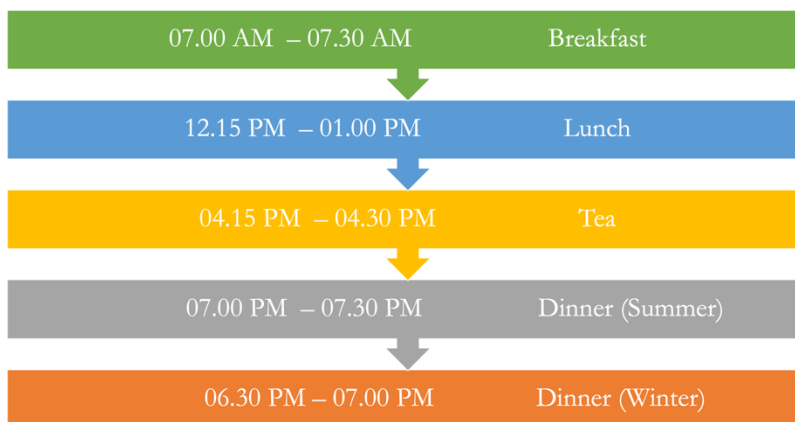 07.00 AM – 07.30 AM Breakfast
12.15 PM – 01.00 PM Lunch
04.15 PM – 04.30 PM Tea
07.00 PM – 07.30 PM Dinner (Summer)
06.30 PM – 07.00 PM Dinner (Winter)